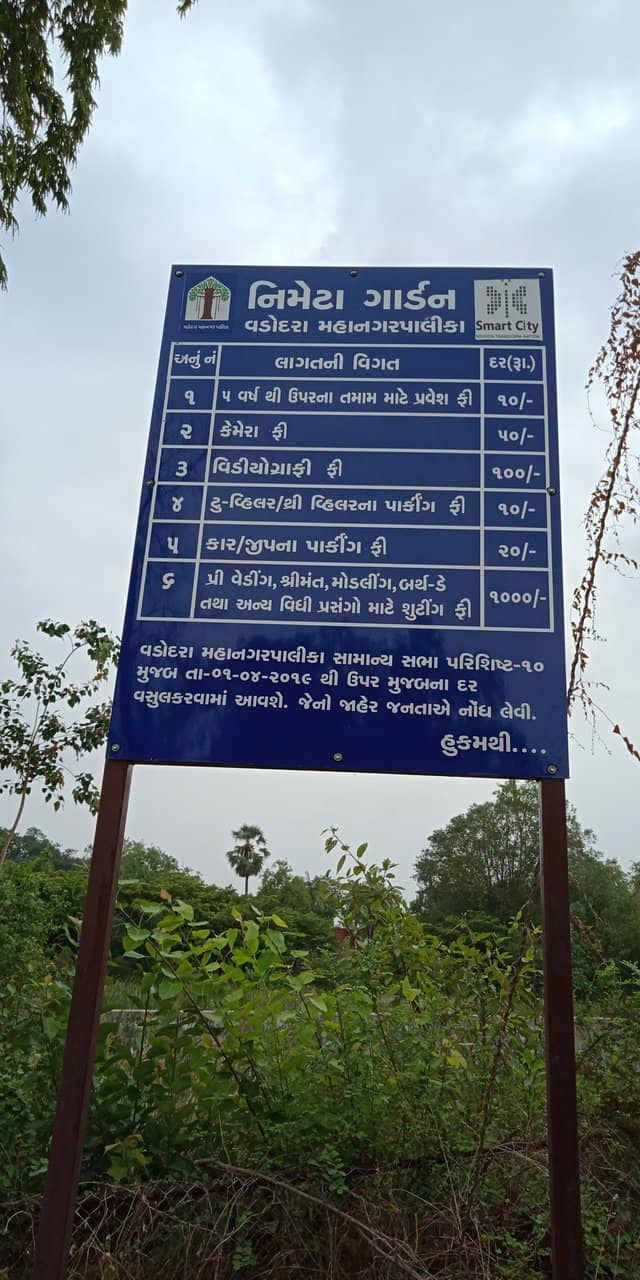 નિમેટા ગાર્ડન
વડોદરા મહાનગરપાલીકા
Smart City
અનું નં લાગતની વિગત દર(રૂા.)
૧ ૫ વર્ષ થી ઉપરના તમામ માટે પ્રવેશ ફી ૧૦/-
૨ કેમેરા ફી ૫૦/-
૩ વિડીયોગ્રાફી ફી ૧૦૦/-
૪ ટુ-વ્હિલર/થ્રી વ્હિલરના પાર્કીંગ ફી ૧૦/-
૫ કાર/જીપના પાર્કીંગ ફી ૨૦/-
૬ પ્રી વેડીંગ, શ્રીમંત, મોડલીંગ, બર્થ-ડે
તથા અન્ય વિધી પ્રસંગો માટે શુટીંગ ફી ૧૦૦૦/-
વડોદરા મહાનગરપાલીકા સામાન્ય સભા પરિશિષ્ટ-૧૦
મુજબ તા-૦૧-૦૪-૨૦૧૯ થી ઉપર મુજબના દર
વસુલકરવામાં આવશે. જેનો જાહેર જનતાએ નોંધ લેવી.
હુકમથી....